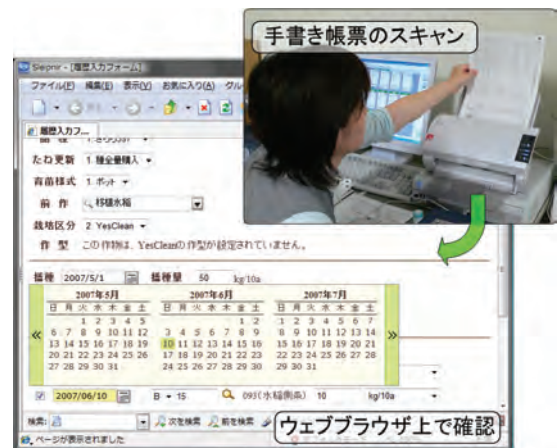 手書き帳票のスキャン
Sleipnir - [履歴入力フォーム]
ファイル(F) 編集(E) 表示(V) お気に入り(A) グル
履歴入力フ...
たね更新 1. 種全量購入
育苗様式 1. ポット
前作 移植水稲
栽培区分 2. YesClean
作型 この作物は、YesCleanの作型が設定されていません。
播種 2007/5/1 播種量 50 kg/10a
2007年5月 2007年6月 2007年7月
日 月 火 水 木 金 土 日 月 火 水 木 金 土 日 月 火 水 木 金 土
1 2 3 4 5 1 2 1 2 3 4 5 6 7
6 7 8 9 10 11 12 3 4 5 6 7 8 9 8 9 10 11 12 13 14
« 13 14 15 16 17 18 19 10 11 12 13 14 15 16 15 16 17 18 19 20 21 »
20 21 22 23 24 25 26 17 18 19 20 21 22 23 22 23 24 25 26 27 28
27 28 29 30 31 24 25 26 27 28 29 30 29 30 31
2007/06/10 B - 15 093(水稲側条) 10 kg/10a
検索: 次を検索 前を検索
ページが表示されました
ウェブブラウザ上で確認